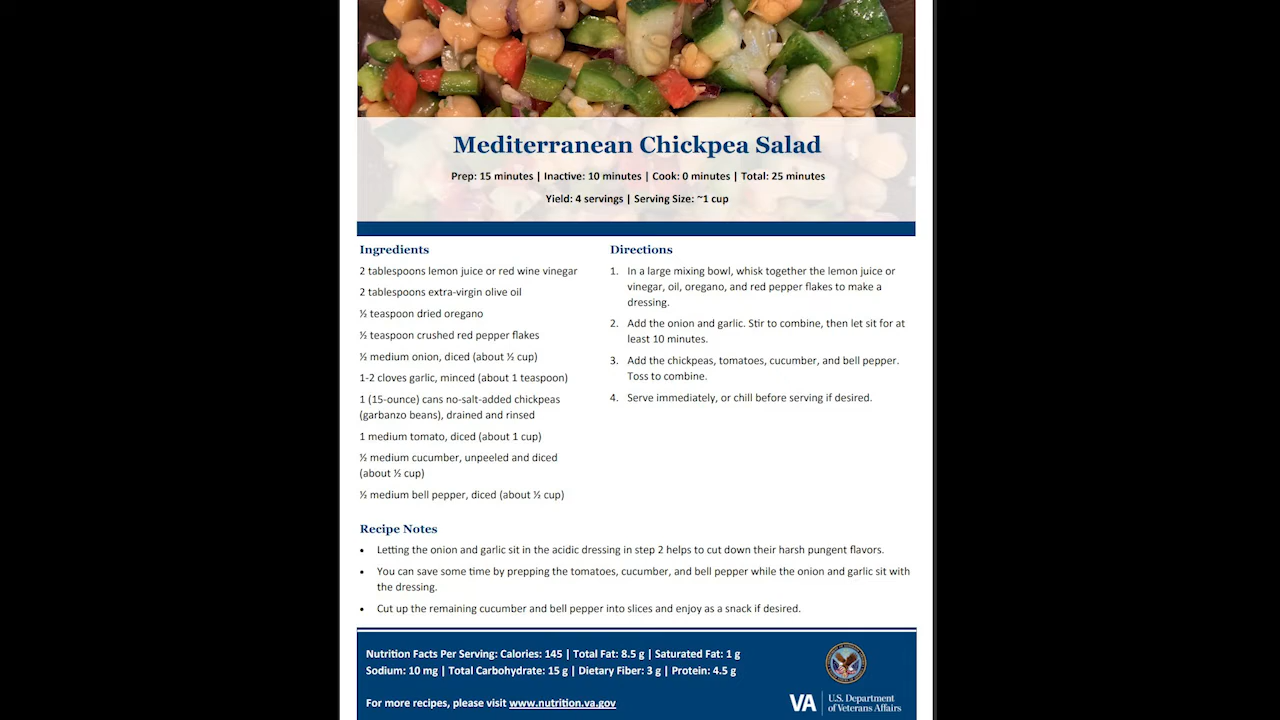 Mediterranean Chickpea Salad
Prep: 15 minutes | Inactive: 10 minutes | Cook: 0 minutes | Total: 25 minutes
Yield: 4 servings | Serving Size: ~1 cup
Ingredients
2 tablespoons lemon juice or red wine vinegar
2 tablespoons extra-virgin olive oil
½ teaspoon dried oregano
½ teaspoon crushed red pepper flakes
½ medium onion, diced (about ½ cup)
1-2 cloves garlic, minced (about 1 teaspoon)
1 (15-ounce) cans no-salt-added chickpeas
(garbanzo beans), drained and rinsed
1 medium tomato, diced (about 1 cup)
½ medium cucumber, unpeeled and diced
(about ½ cup)
½ medium bell pepper, diced (about ½ cup)
Directions
1. In a large mixing bowl, whisk together the lemon juice or
vinegar, oil, oregano, and red pepper flakes to make a
dressing.
2. Add the onion and garlic. Stir to combine, then let sit for at
least 10 minutes.
3. Add the chickpeas, tomatoes, cucumber, and bell pepper.
Toss to combine.
4. Serve immediately, or chill before serving if desired.
Recipe Notes
• Letting the onion and garlic sit in the acidic dressing in step 2 helps to cut down their harsh pungent flavors.
• You can save some time by prepping the tomatoes, cucumber, and bell pepper while the onion and garlic sit with
the dressing.
• Cut up the remaining cucumber and bell pepper into slices and enjoy as a snack if desired.
Nutrition Facts Per Serving: Calories: 145 | Total Fat: 8.5 g | Saturated Fat: 1 g
Sodium: 10 mg | Total Carbohydrate: 15 g | Dietary Fiber: 3 g | Protein: 4.5 g
For more recipes, please visit www.nutrition.va.gov
VA
U.S. Department
of Veterans Affairs